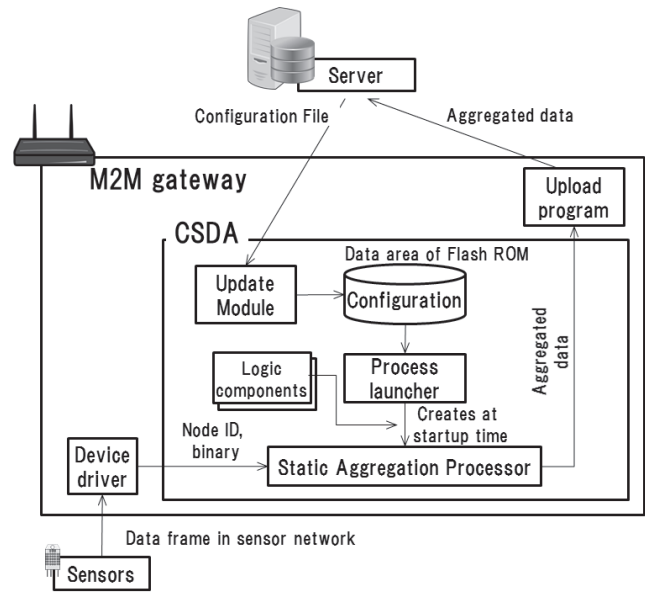 Server
Configuration File
Aggregated data
M2M gateway
Upload
program
CSDA
Data area of Flash ROM
Update
Module
Configuration
Aggregated
data
Logic
components
Process
launcher
Creates at
startup time
Node ID,
binary
Device
driver
Static Aggregation Processor
Data frame in sensor network
Sensors